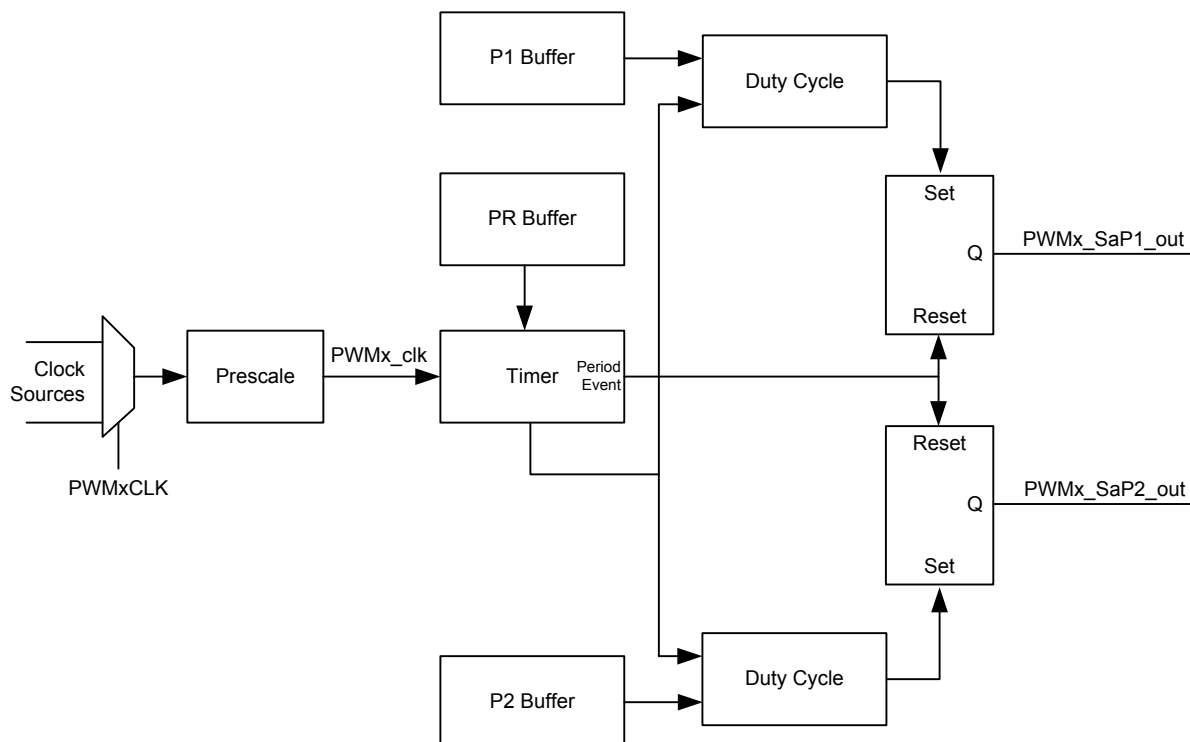 P1 Buffer
Duty Cycle
Set
Q
Reset
PWMx_SaP1_out
PR Buffer
Clock
Sources
PWMxCLK
Prescale
PWMx_clk
Timer
Period
Event
Reset
Q
Set
PWMx_SaP2_out
Duty Cycle
P2 Buffer